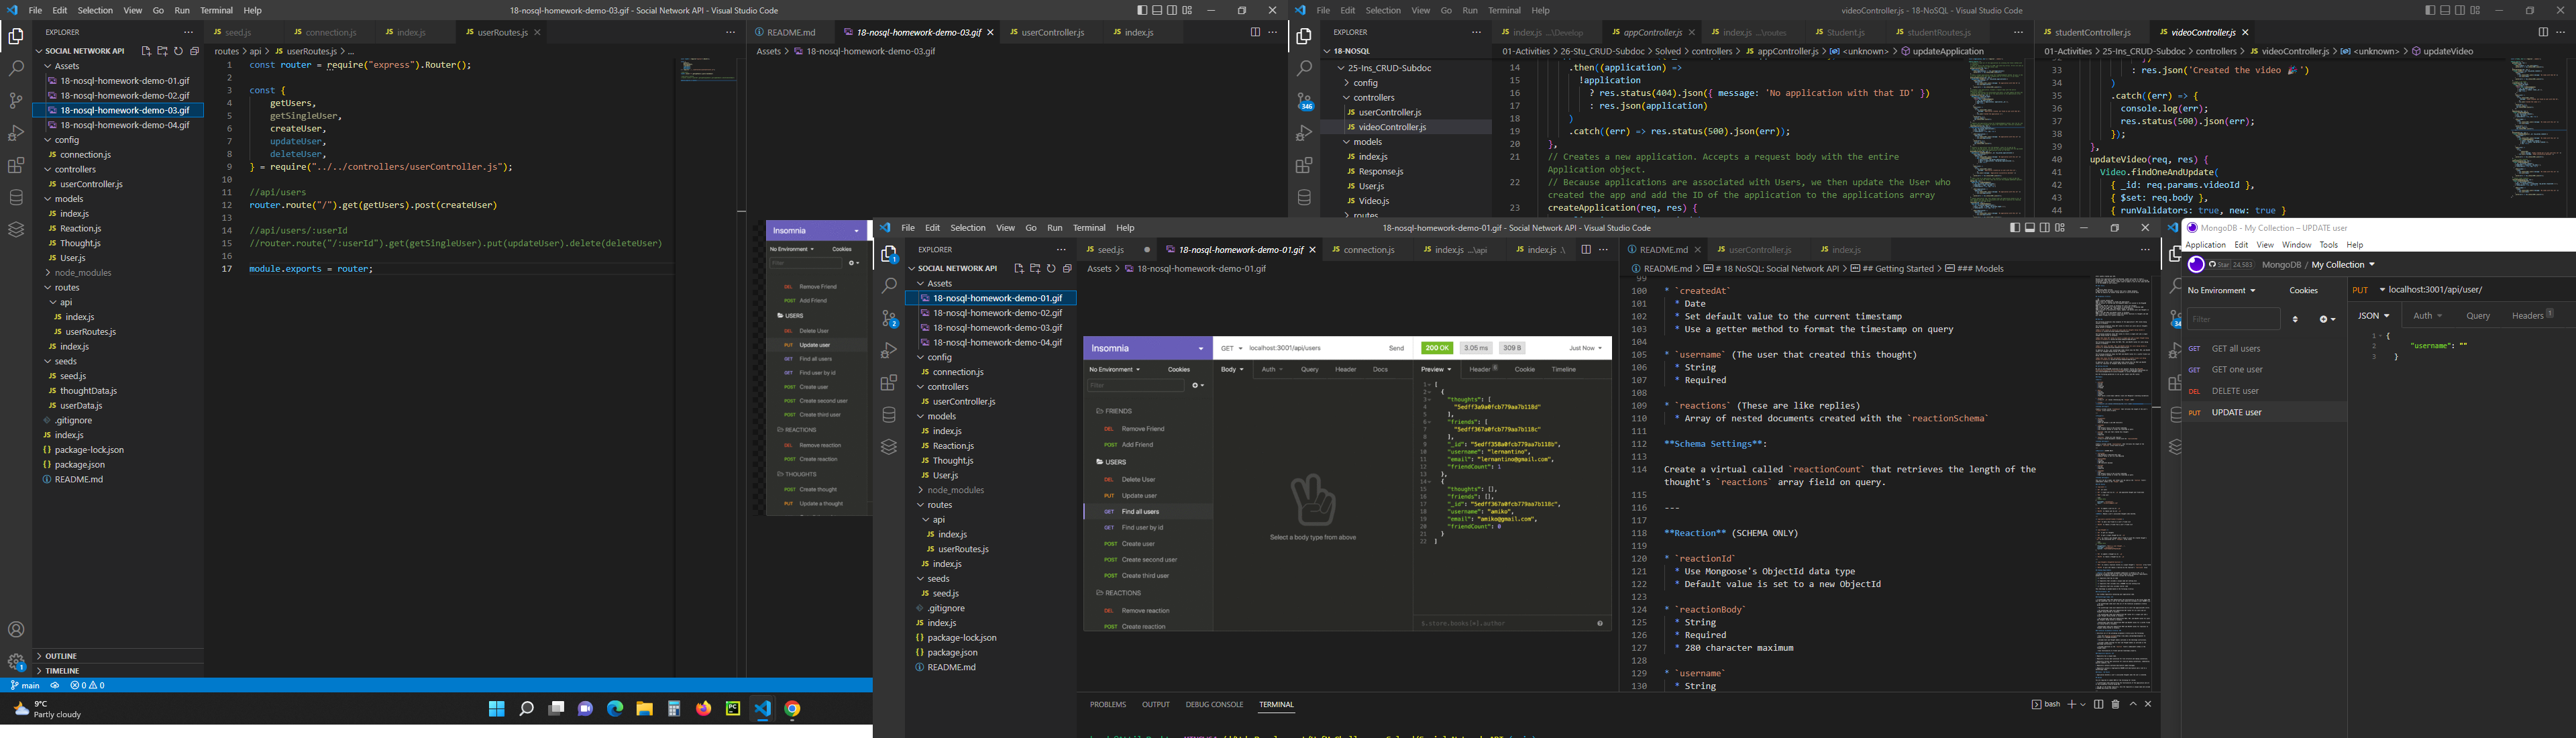 File Edit Selection View Go Run Terminal Help
18-nosql-homework-demo-03.gif - Social Network API - Visual Studio Code
EXPLORER
SOCIAL NETWORK API
Assets
18-nosql-homework-demo-01.gif
18-nosql-homework-demo-02.gif
18-nosql-homework-demo-03.gif
18-nosql-homework-demo-04.gif
config
connection.js
controllers
userController.js
models
index.js
Reaction.js
Thought.js
User.js
node_modules
routes
api
index.js
userRoutes.js
index.js
seeds
seed.js
thoughtData.js
userData.js
.gitignore
index.js
package-lock.json
package.json
README.md
OUTLINE
TIMELINE
main
0 0
9°C
Partly cloudy
seed.js connection.js index.js userRoutes.js
routes > api > userRoutes.js > ...
1 const router = require("express").Router();
2
3 const {
4 getUsers,
5 getSingleUser,
6 createUser,
7 updateUser,
8 deleteUser,
9 } = require("../../controllers/userController.js");
10
11 //api/users
12 router.route("/").get(getUsers).post(createUser)
13
14 //api/users/:userId
15 //router.route("/:userId").get(getSingleUser).put(updateUser).delete(deleteUser)
16
17 module.exports = router;
README.md 18-nosql-homework-demo-03.gif userController.js index.js
Assets > 18-nosql-homework-demo-03.gif
Insomnia
No Environment Cookies
Filter
DEL Remove Friend
POST Add Friend
USERS
DEL Delete User
PUT Update user
GET Find all users
GET Find user by id
POST Create user
POST Create second user
POST Create third user
REACTIONS
DEL Remove reaction
POST Create reaction
THOUGHTS
POST Create thought
PUT Update a thought
File Edit Selection View Go Run Terminal Help
videoController.js - 18-NoSQL - Visual Studio Code
EXPLORER
18-NOSQL
25-Ins_CRUD-Subdoc
config
controllers
userController.js
videoController.js
models
index.js
Response.js
User.js
Video.js
routes
346
index.js ...\Develop appController.js index.js ...\routes Student.js studentRoutes.js
01-Activities > 26-Stu_CRUD-Subdoc > Solved > controllers > appController.js > <unknown> > updateApplication
14 .then((application) =>
15 !application
16 ? res.status(404).json({ message: 'No application with that ID' })
17 : res.json(application)
18 )
19 .catch((err) => res.status(500).json(err));
20 },
21 // Creates a new application. Accepts a request body with the entire
Application object.
22 // Because applications are associated with Users, we then update the User who
created the app and add the ID of the application to the applications array
23 createApplication(req, res) {
studentController.js videoController.js
01-Activities > 25-Ins_CRUD-Subdoc > controllers > videoController.js > <unknown> > updateVideo
33 : res.json('Created the video 🎉')
34 )
35 .catch((err) => {
36 console.log(err);
37 res.status(500).json(err);
38 });
39 },
40 updateVideo(req, res) {
41 Video.findOneAndUpdate(
42 { _id: req.params.videoId },
43 { $set: req.body },
44 { runValidators: true, new: true }
File Edit Selection View Go Run Terminal Help
18-nosql-homework-demo-01.gif - Social Network API - Visual Studio Code
EXPLORER
SOCIAL NETWORK API
Assets
18-nosql-homework-demo-01.gif
18-nosql-homework-demo-02.gif
18-nosql-homework-demo-03.gif
18-nosql-homework-demo-04.gif
config
connection.js
controllers
userController.js
models
index.js
Reaction.js
Thought.js
User.js
node_modules
routes
api
index.js
userRoutes.js
index.js
seeds
seed.js
.gitignore
index.js
package-lock.json
package.json
README.md
seed.js 18-nosql-homework-demo-01.gif connection.js index.js ...\api index.js .\
Assets > 18-nosql-homework-demo-01.gif
Insomnia
No Environment Cookies
Filter
FRIENDS
DEL Remove Friend
POST Add Friend
USERS
DEL Delete User
PUT Update user
GET Find all users
GET Find user by id
POST Create user
POST Create second user
POST Create third user
REACTIONS
DEL Remove reaction
POST Create reaction
GET localhost:3001/api/users Send
Body Auth Query Header Docs
Select a body type from above
200 OK 3.05 ms 309 B Just Now
Preview Header Cookie Timeline
1 [
2 {
3 "thoughts": [
4 "5edff3a9a0fcb779aa7b118d"
5 ],
6 "friends": [
7 "5edff367a0fcb779aa7b118c"
8 ],
9 "_id": "5edff358a0fcb779aa7b118b",
10 "username": "lernantino",
11 "email": "lernantino@gmail.com",
12 "friendCount": 1
13 },
14 {
15 "thoughts": [],
16 "friends": [],
17 "_id": "5edff367a0fcb779aa7b118c",
18 "username": "amiko",
19 "email": "amiko@gmail.com",
20 "friendCount": 0
21 }
22 ]
$.store.books[*].author
README.md userController.js index.js
README.md > # 18 NoSQL: Social Network API > ## Getting Started > ### Models
99
100 * `createdAt`
101 * Date
102 * Set default value to the current timestamp
103 * Use a getter method to format the timestamp on query
104
105 * `username` (The user that created this thought)
106 * String
107 * Required
108
109 * `reactions` (These are like replies)
110 * Array of nested documents created with the `reactionSchema`
111
112 **Schema Settings**:
113
114 Create a virtual called `reactionCount` that retrieves the length of the
thought's `reactions` array field on query.
115
116 ---
117
118 **Reaction** (SCHEMA ONLY)
119
120 * `reactionId`
121 * Use Mongoose's ObjectId data type
122 * Default value is set to a new ObjectId
123
124 * `reactionBody`
125 * String
126 * Required
127 * 280 character maximum
128
129 * `username`
130 * String
PROBLEMS OUTPUT DEBUG CONSOLE TERMINAL
bash
MongoDB - My Collection – UPDATE user
Application Edit View Window Tools Help
Star 24,583 MongoDB / My Collection
No Environment Cookies
Filter
GET GET all users
GET GET one user
DEL DELETE user
PUT UPDATE user
PUT localhost:3001/api/user/
JSON Auth Query Headers 1
1 {
2 "username": ""
3 }